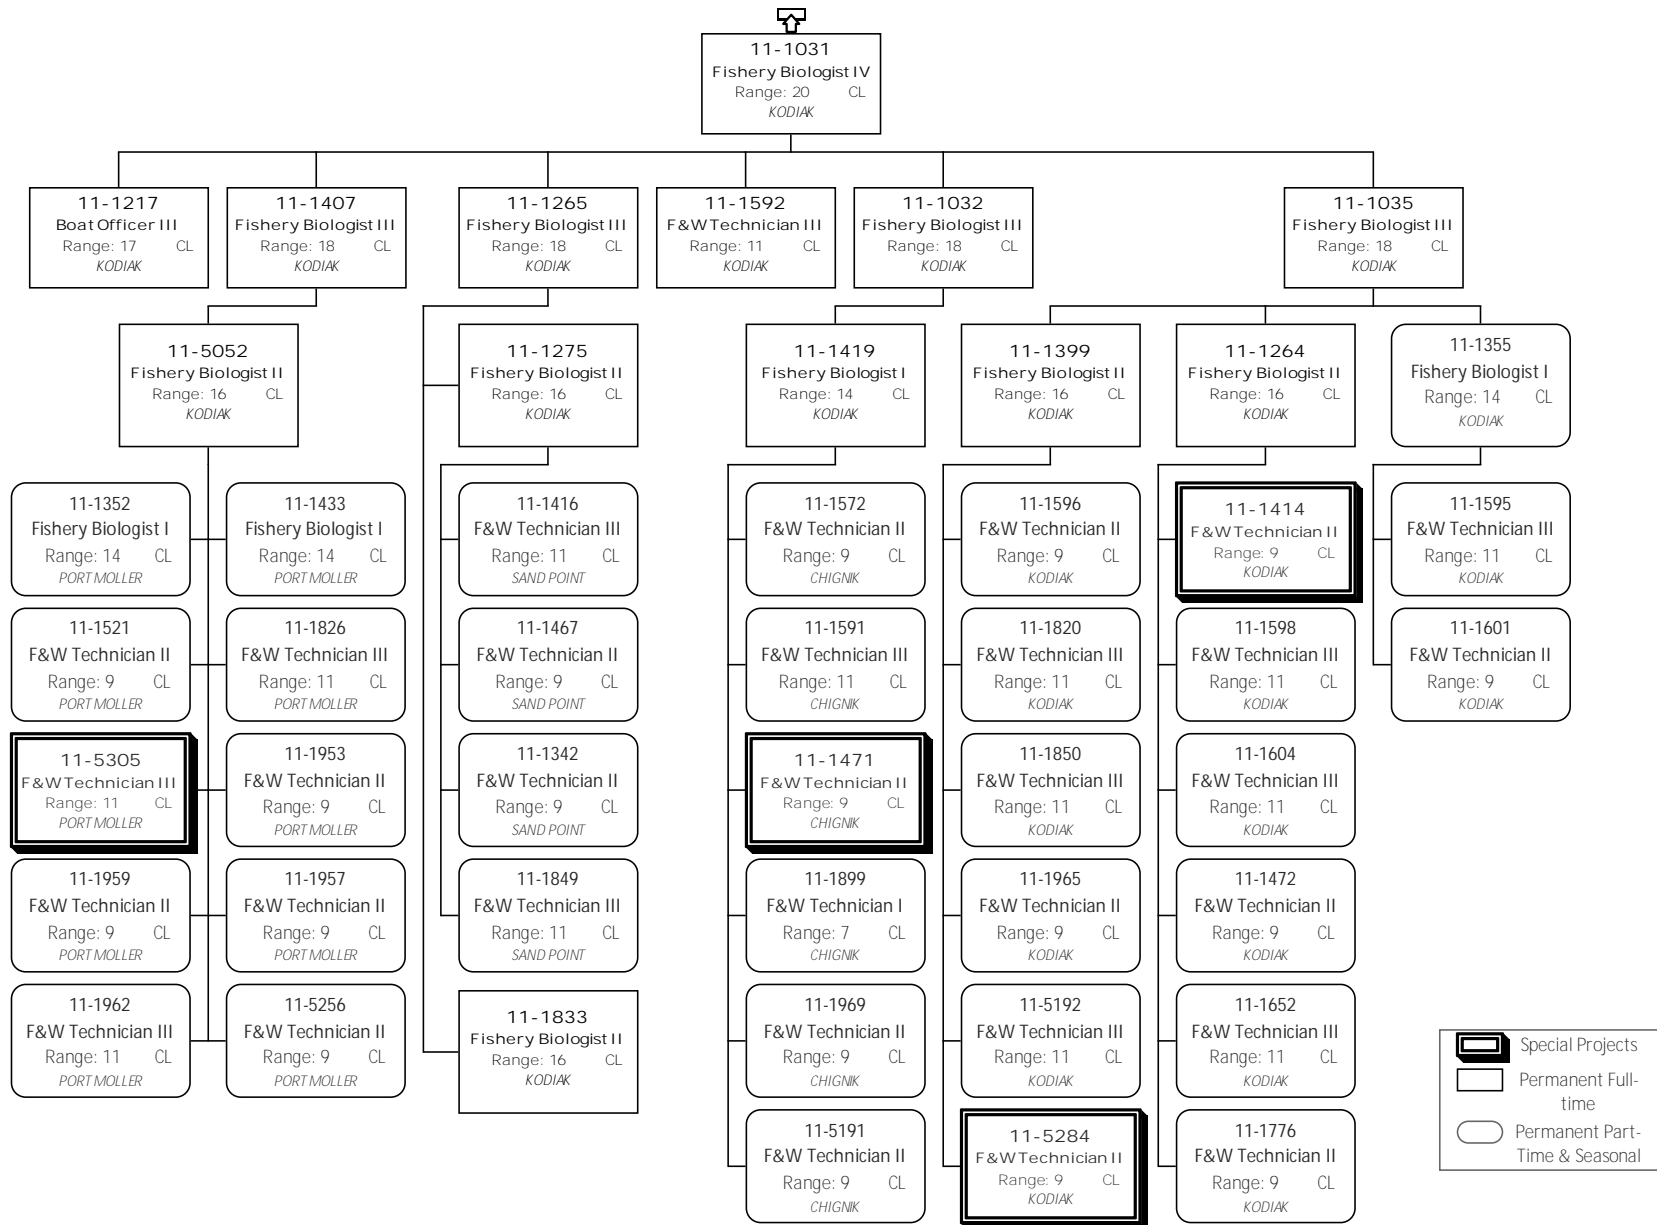 11-1031
Fishery Biologist IV
Range: 20 CL
KODIAK
11-1217
Boat Officer III
Range: 17 CL
KODIAK
11-1407
Fishery Biologist III
Range: 18 CL
KODIAK
11-1265
Fishery Biologist III
Range: 18 CL
KODIAK
11-1592
F&W Technician III
Range: 11 CL
KODIAK
11-1032
Fishery Biologist III
Range: 18 CL
KODIAK
11-1035
Fishery Biologist III
Range: 18 CL
KODIAK
11-5052
Fishery Biologist II
Range: 16 CL
KODIAK
11-1275
Fishery Biologist II
Range: 16 CL
KODIAK
11-1419
Fishery Biologist I
Range: 14 CL
KODIAK
11-1399
Fishery Biologist II
Range: 16 CL
KODIAK
11-1264
Fishery Biologist II
Range: 16 CL
KODIAK
11-1355
Fishery Biologist I
Range: 14 CL
KODIAK
11-1352
Fishery Biologist I
Range: 14 CL
PORT MOLLER
11-1433
Fishery Biologist I
Range: 14 CL
PORT MOLLER
11-1416
F&W Technician III
Range: 11 CL
SAND POINT
11-1572
F&W Technician II
Range: 9 CL
CHIGNIK
11-1596
F&W Technician II
Range: 9 CL
KODIAK
11-1414
F&W Technician II
Range: 9 CL
KODIAK
11-1595
F&W Technician III
Range: 11 CL
KODIAK
11-1521
F&W Technician II
Range: 9 CL
PORT MOLLER
11-1826
F&W Technician III
Range: 11 CL
PORT MOLLER
11-1467
F&W Technician II
Range: 9 CL
SAND POINT
11-1591
F&W Technician III
Range: 11 CL
CHIGNIK
11-1820
F&W Technician III
Range: 11 CL
KODIAK
11-1598
F&W Technician III
Range: 11 CL
KODIAK
11-1601
F&W Technician II
Range: 9 CL
KODIAK
11-5305
F&W Technician III
Range: 11 CL
PORT MOLLER
11-1953
F&W Technician II
Range: 9 CL
PORT MOLLER
11-1342
F&W Technician II
Range: 9 CL
SAND POINT
11-1471
F&W Technician II
Range: 9 CL
CHIGNIK
11-1850
F&W Technician III
Range: 11 CL
KODIAK
11-1604
F&W Technician III
Range: 11 CL
KODIAK
11-1959
F&W Technician II
Range: 9 CL
PORT MOLLER
11-1957
F&W Technician II
Range: 9 CL
PORT MOLLER
11-1849
F&W Technician III
Range: 11 CL
SAND POINT
11-1899
F&W Technician I
Range: 7 CL
CHIGNIK
11-1965
F&W Technician II
Range: 9 CL
KODIAK
11-1472
F&W Technician II
Range: 9 CL
KODIAK
11-1962
F&W Technician III
Range: 11 CL
PORT MOLLER
11-5256
F&W Technician II
Range: 9 CL
PORT MOLLER
11-1833
Fishery Biologist II
Range: 16 CL
KODIAK
11-1969
F&W Technician II
Range: 9 CL
CHIGNIK
11-5192
F&W Technician III
Range: 11 CL
KODIAK
11-1652
F&W Technician III
Range: 11 CL
KODIAK
11-5191
F&W Technician II
Range: 9 CL
CHIGNIK
11-5284
F&W Technician II
Range: 9 CL
KODIAK
11-1776
F&W Technician II
Range: 9 CL
KODIAK
Special Projects
Permanent Full-
time
Permanent Part-
Time & Seasonal